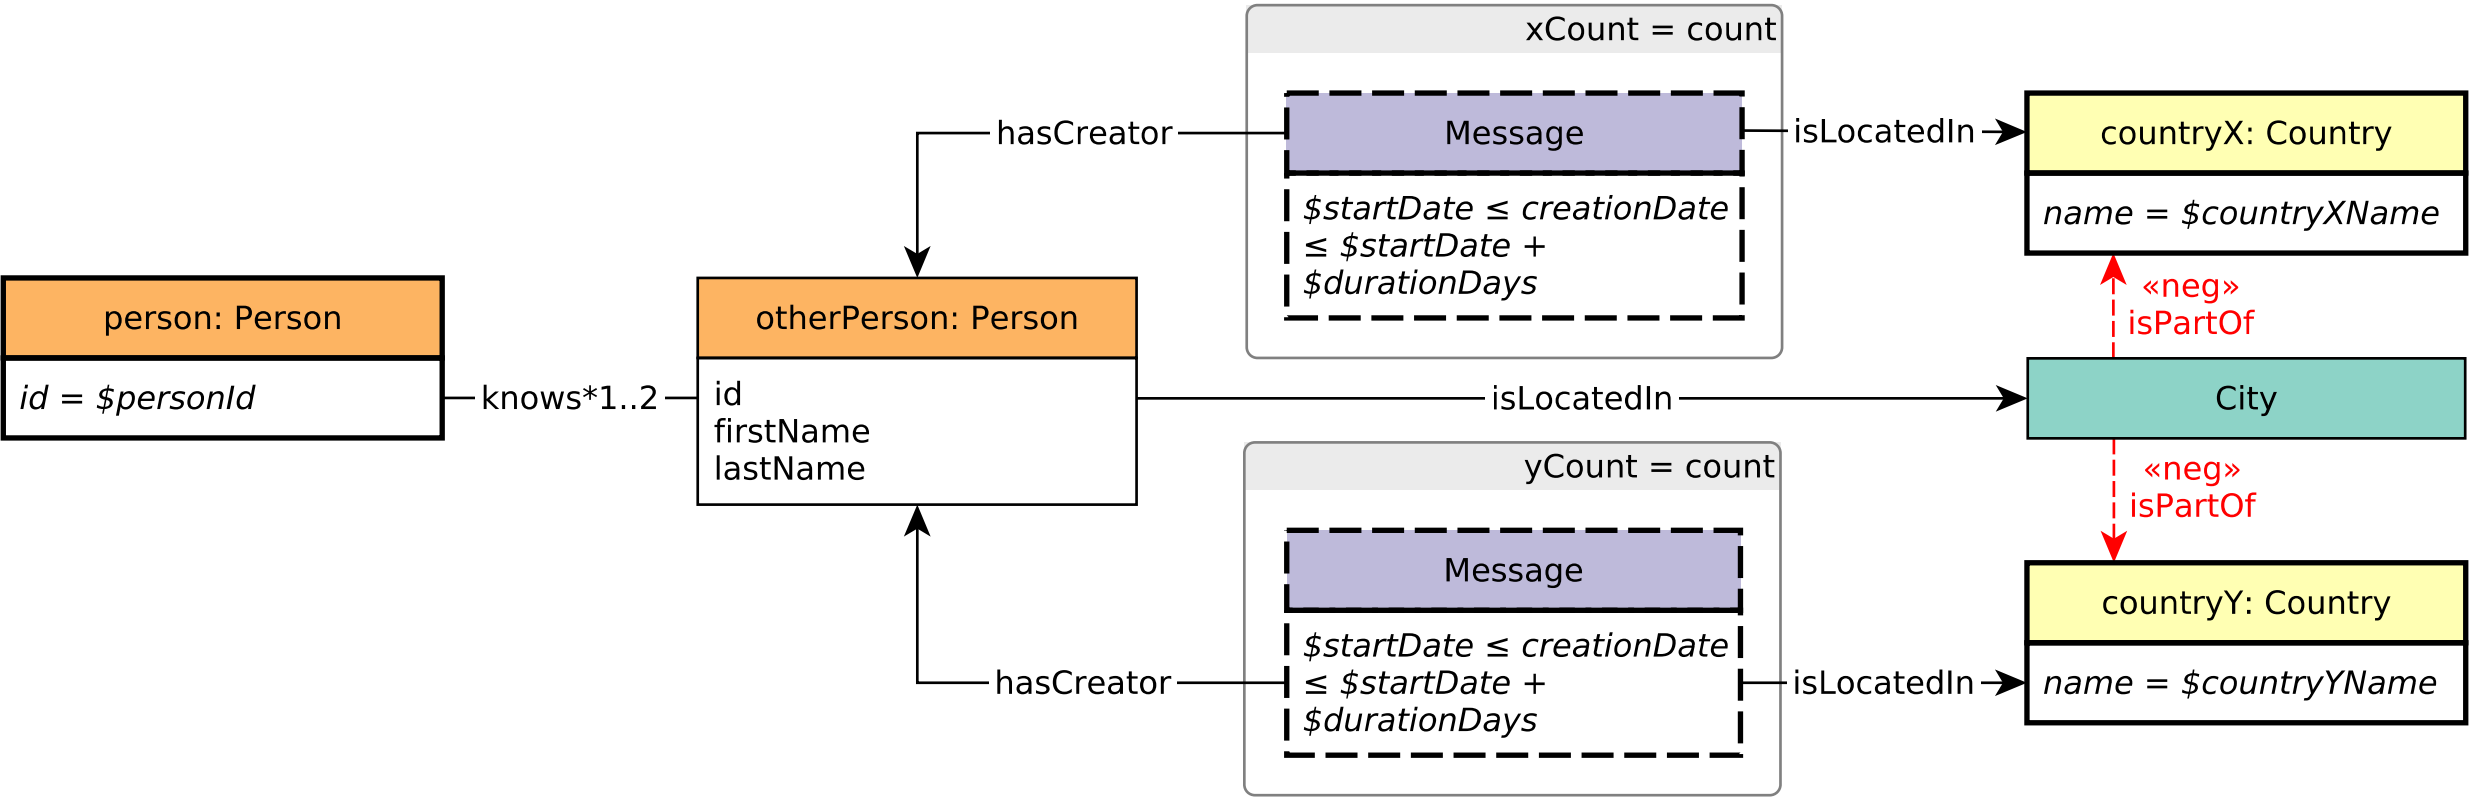 xCount = count
Message
hasCreator
isLocatedIn
countryX: Country
$startDate ≤ creationDate
≤ $startDate +
$durationDays
name = $countryXName
person: Person
id = $personId
knows*1..2
otherPerson: Person
id
firstName
lastName
«neg»
isPartOf
isLocatedIn
City
yCount = count
«neg»
isPartOf
Message
countryY: Country
$startDate ≤ creationDate
≤ $startDate +
$durationDays
hasCreator
isLocatedIn
name = $countryYName